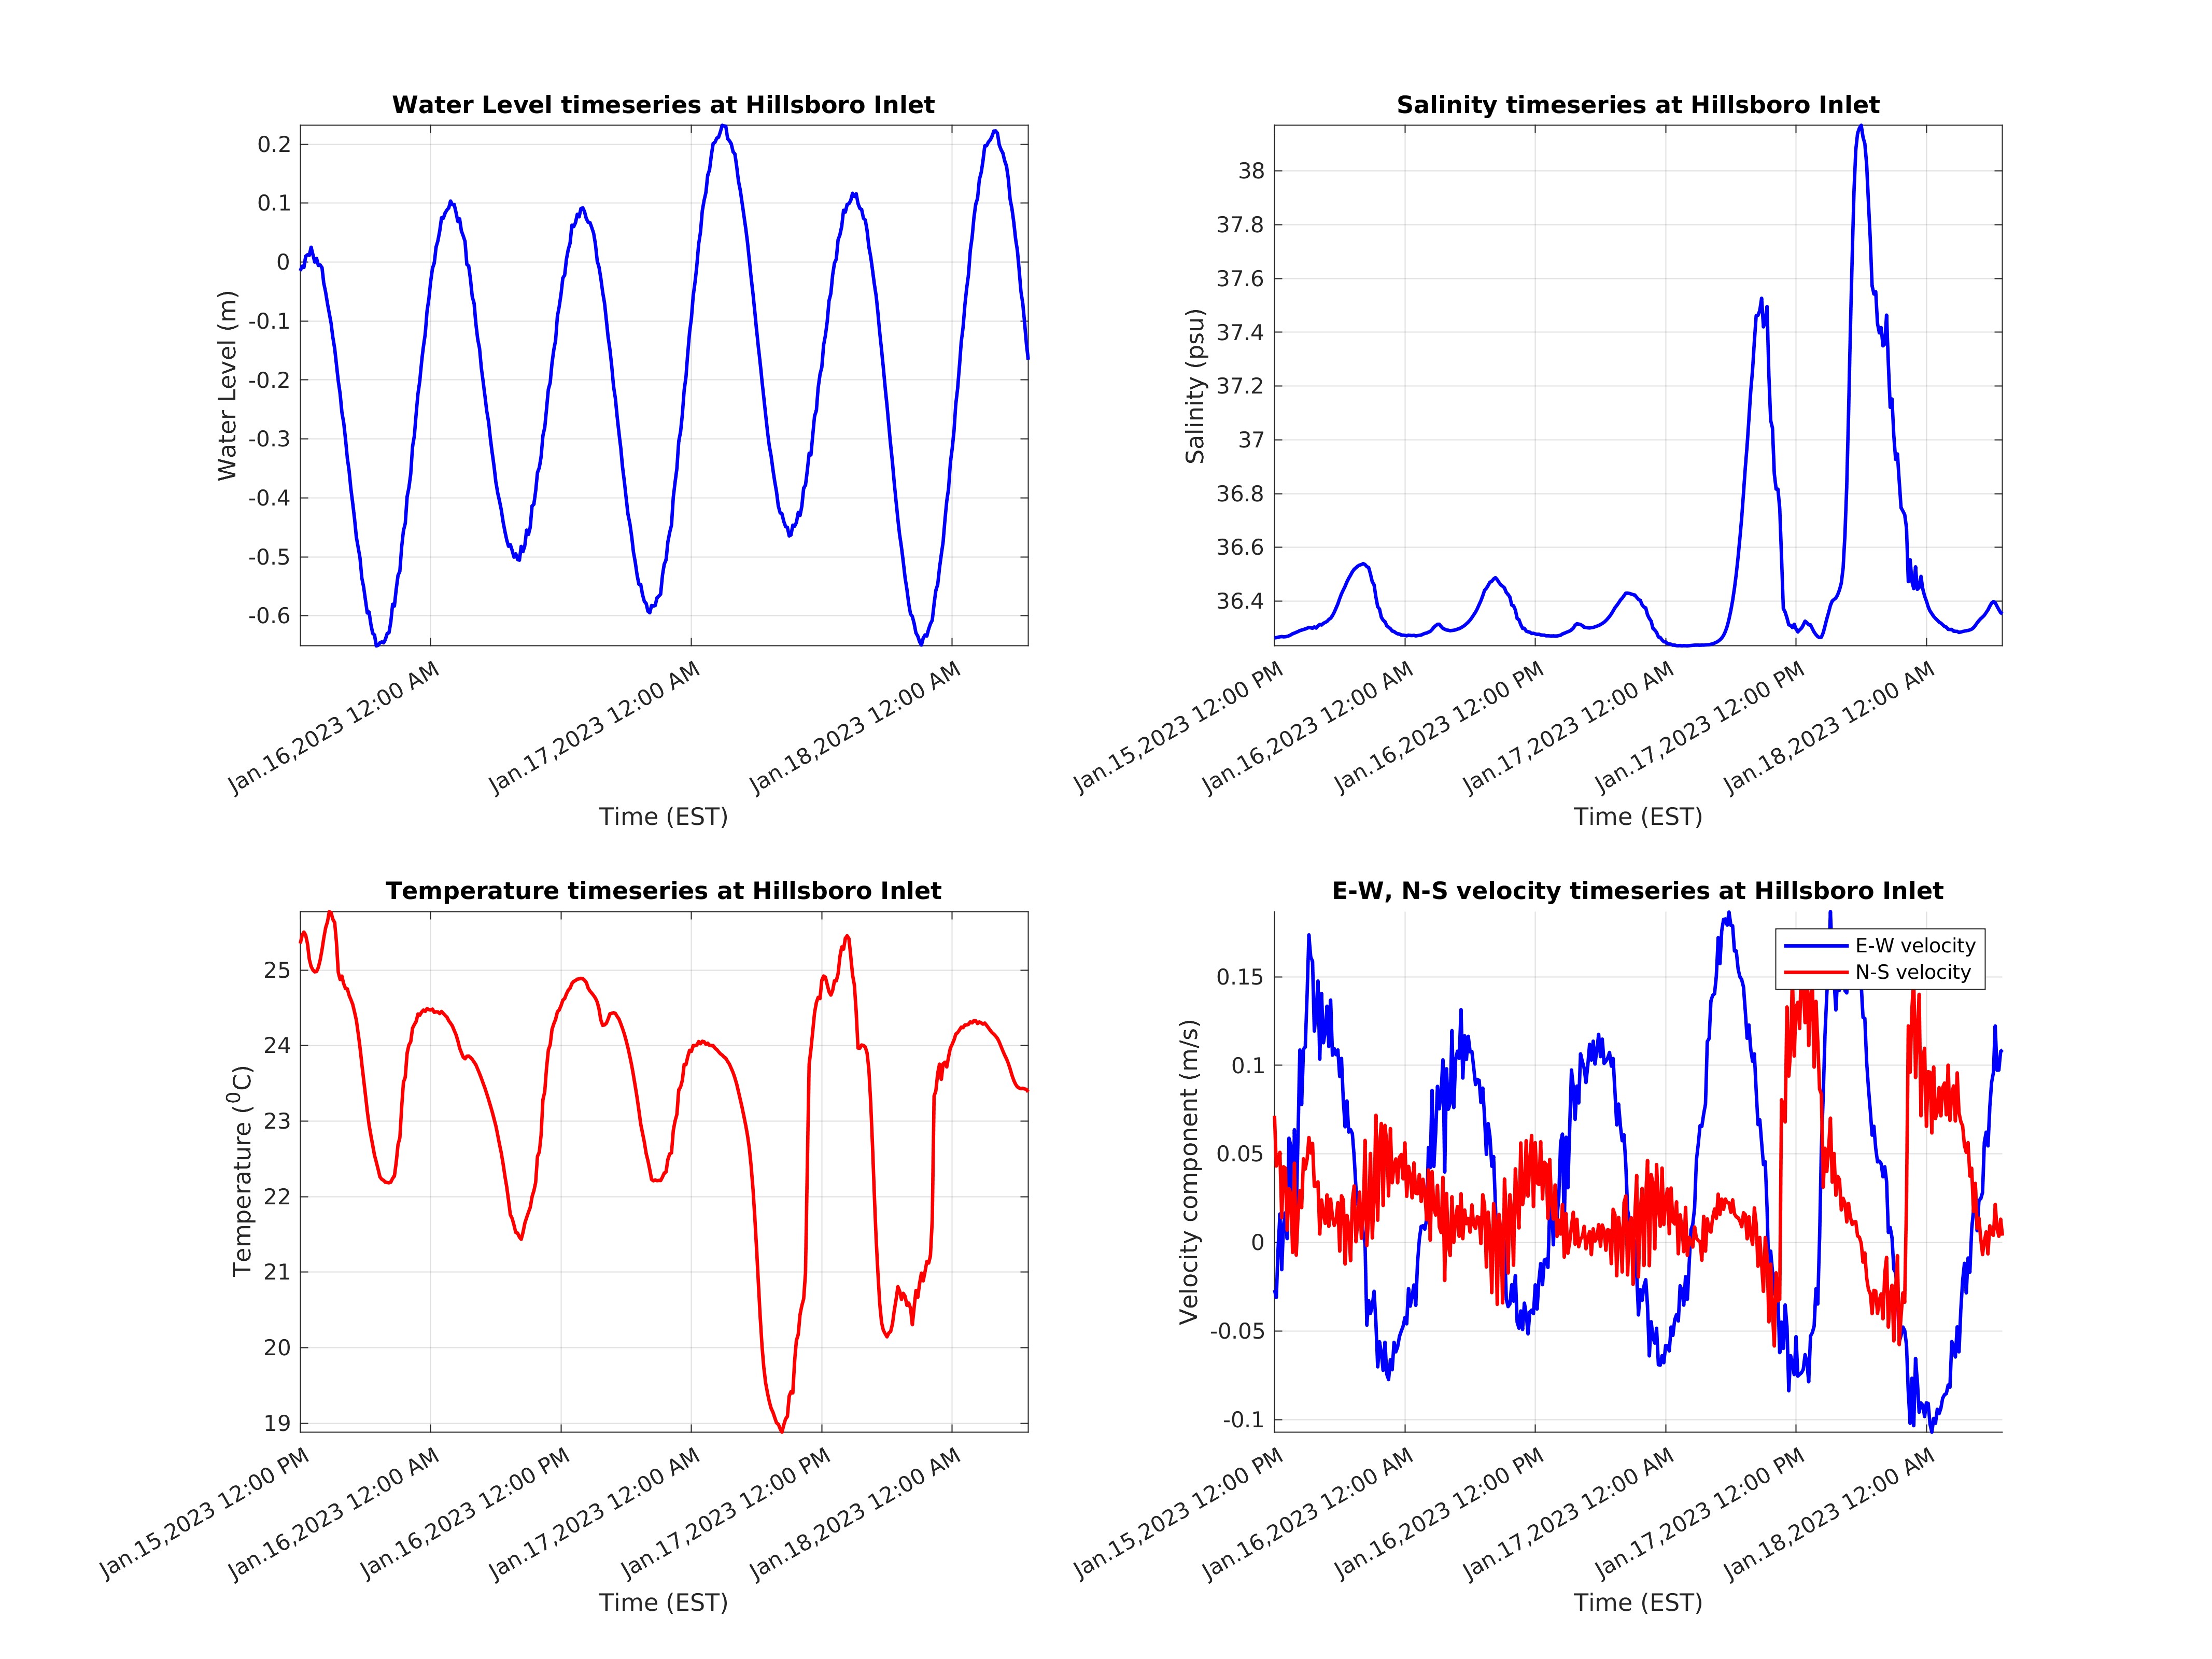 Water Level timeseries at Hillsboro Inlet
0.2
0.1
0
-0.1
-0.2
-0.3
-0.4
-0.5
-0.6
Water Level (m)
Jan.16,2023 12:00 AM
Jan.17,2023 12:00 AM
Jan.18,2023 12:00 AM
Time (EST)
Salinity timeseries at Hillsboro Inlet
38
37.8
37.6
37.4
37.2
37
36.8
36.6
36.4
Salinity (psu)
Jan.15,2023 12:00 PM
Jan.16,2023 12:00 AM
Jan.16,2023 12:00 PM
Jan.17,2023 12:00 AM
Jan.17,2023 12:00 PM
Jan.18,2023 12:00 AM
Time (EST)
Temperature timeseries at Hillsboro Inlet
25
24
23
22
21
20
19
Temperature (⁰C)
Jan.15,2023 12:00 PM
Jan.16,2023 12:00 AM
Jan.16,2023 12:00 PM
Jan.17,2023 12:00 AM
Jan.17,2023 12:00 PM
Jan.18,2023 12:00 AM
Time (EST)
E-W, N-S velocity timeseries at Hillsboro Inlet
E-W velocity
N-S velocity
0.15
0.1
0.05
0
-0.05
-0.1
Velocity component (m/s)
Jan.15,2023 12:00 PM
Jan.16,2023 12:00 AM
Jan.16,2023 12:00 PM
Jan.17,2023 12:00 AM
Jan.17,2023 12:00 PM
Jan.18,2023 12:00 AM
Time (EST)